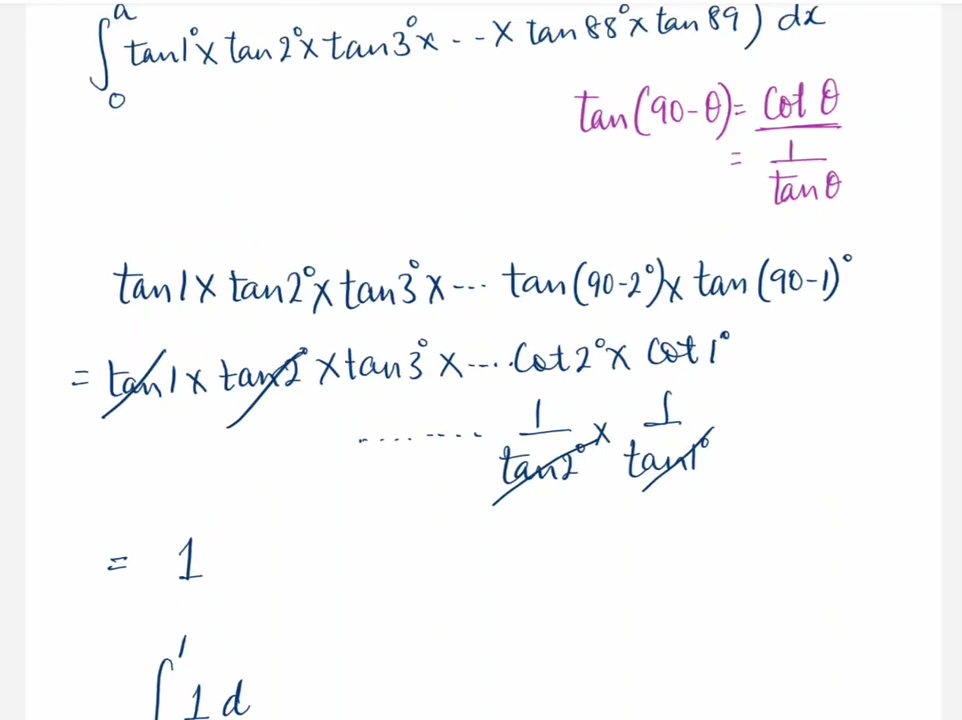 ∫₀ᵃ tan1° x tan2° x tan3° x - - x tan88° x tan89) dx
tan(90-θ) = Cot θ
= 1/tanθ
tan1 x tan2° x tan3° x ... tan(90-2°) x tan(90-1)°
= tan1 x tan2° x tan3° x .... Cot2° x Cot1°
........ 1/tan2° x 1/tan1°
= 1
∫¹ 1 d